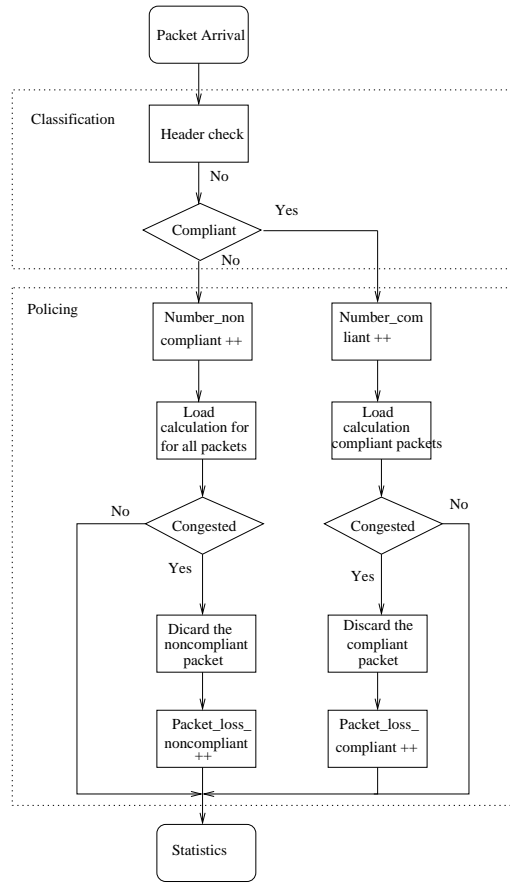 Packet Arrival
Classification
Header check
No
Yes
Compliant
No
Policing
Number_non
compliant ++
Number_com
liant ++
Load
calculation for
for all packets
Load
calculation
compliant packets
No
Congested
Yes
Congested
No
Yes
Dicard the
noncompliant
packet
Discard the
compliant
packet
Packet_loss_
noncompliant
++
Packet_loss_
compliant ++
Statistics